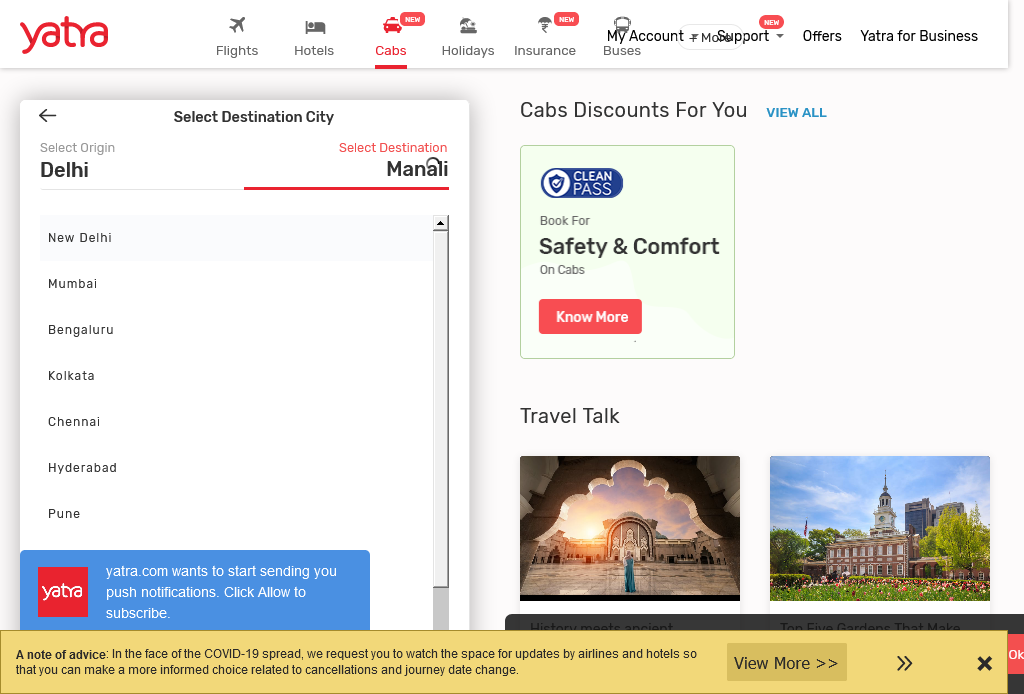 yatra
Flights
Hotels
NEW
Cabs
Holidays
NEW
Insurance
Buses
More
My Account
Support
NEW
Offers
Yatra for Business
Select Destination City
Select Origin
Delhi
Select Destination
Manali
New Delhi
Mumbai
Bengaluru
Kolkata
Chennai
Hyderabad
Pune
Cabs Discounts For You
VIEW ALL
CLEAN
PASS
Book For
Safety & Comfort
On Cabs
Know More
Travel Talk
History meets ancient
Top Five Gardens That Make
yatra
yatra.com wants to start sending you
push notifications. Click Allow to
subscribe.
A note of advice: In the face of the COVID-19 spread, we request you to watch the space for updates by airlines and hotels so
that you can make a more informed choice related to cancellations and journey date change.
View More >>
Ok